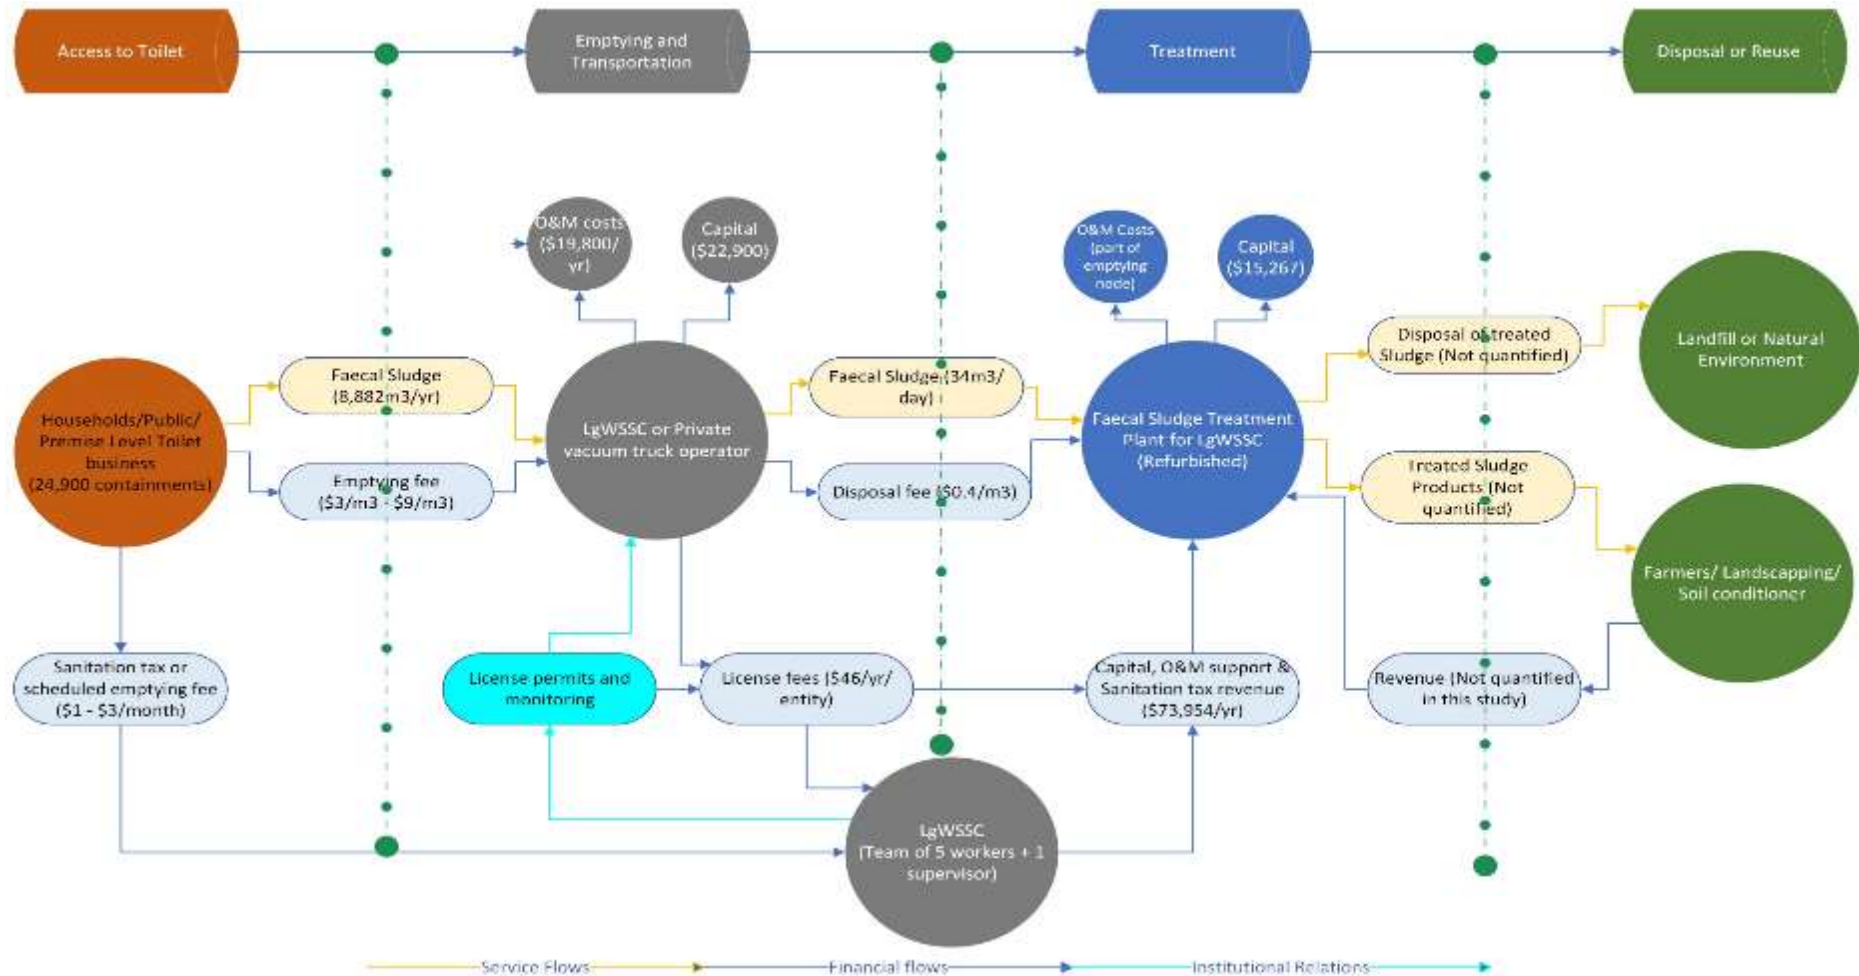 Access to Toilet
Emptying and
Transportation
Treatment
Disposal or Reuse
O&M costs
($19,800/
yr)
Capital
($22,900)
O&M Costs
(part of
emptying
node)
Capital
($15,267)
Households/Public/
Premise Level Toilet
business
(24,900 containments)
Faecal Sludge
(8,882m3/yr)
Emptying fee
($3/m3 - $9/m3)
LgWSSC or Private
vacuum truck operator
Faecal Sludge (34m3/
day)
Disposal fee ($0.4/m3)
Faecal Sludge Treatment
Plant for LgWSSC
(Refurbished)
Disposal of treated
Sludge (Not quantified)
Treated Sludge
Products (Not
quantified)
Landfill or Natural
Environment
Farmers/ Landscapping/
Soil conditioner
Sanitation tax or
scheduled emptying fee
($1 - $3/month)
License permits and
monitoring
License fees ($46/yr/
entity)
Capital, O&M support &
Sanitation tax revenue
($73,954/yr)
Revenue (Not quantified
in this study)
LgWSSC
(Team of 5 workers + 1
supervisor)
Service Flows
Financial flows
Institutional Relations